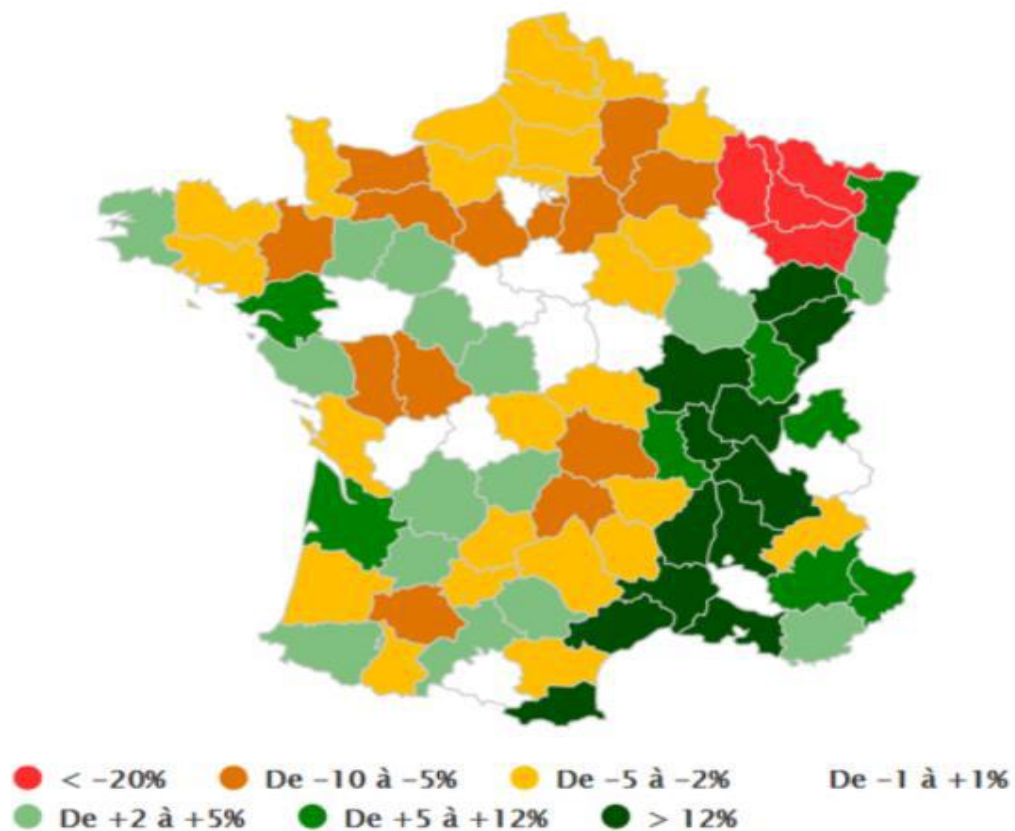 < -20% De -10 à -5% De -5 à -2% De -1 à +1%
De +2 à +5% De +5 à +12% > 12%